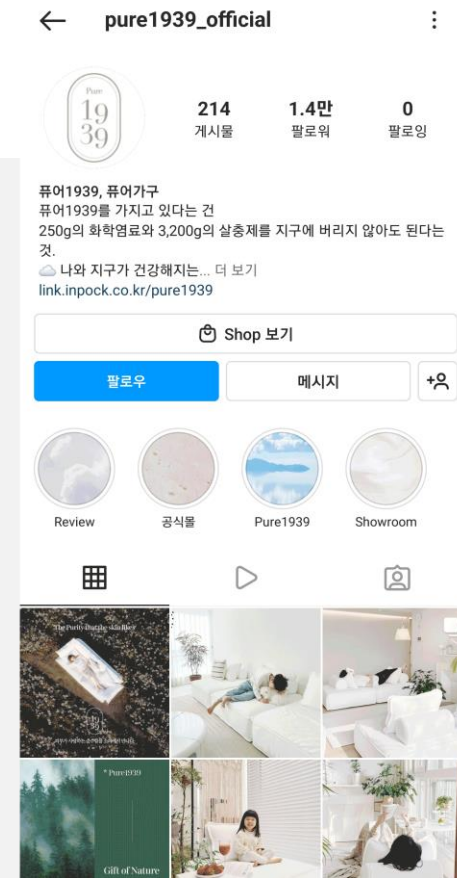 pure1939_official
Pure
19
39
214
게시물
1.4만
팔로워
0
팔로잉
퓨어1939, 퓨어가구
퓨어1939를 가지고 있다는 건
250g의 화학염료와 3,200g의 살충제를 지구에 버리지 않아도 된다는
것.
나와 지구가 건강해지는... 더 보기
link.inpock.co.kr/pure1939
Shop 보기
팔로우
메시지
Review
공식몰
Pure1939
Showroom
Pure1939
Gift of Nature